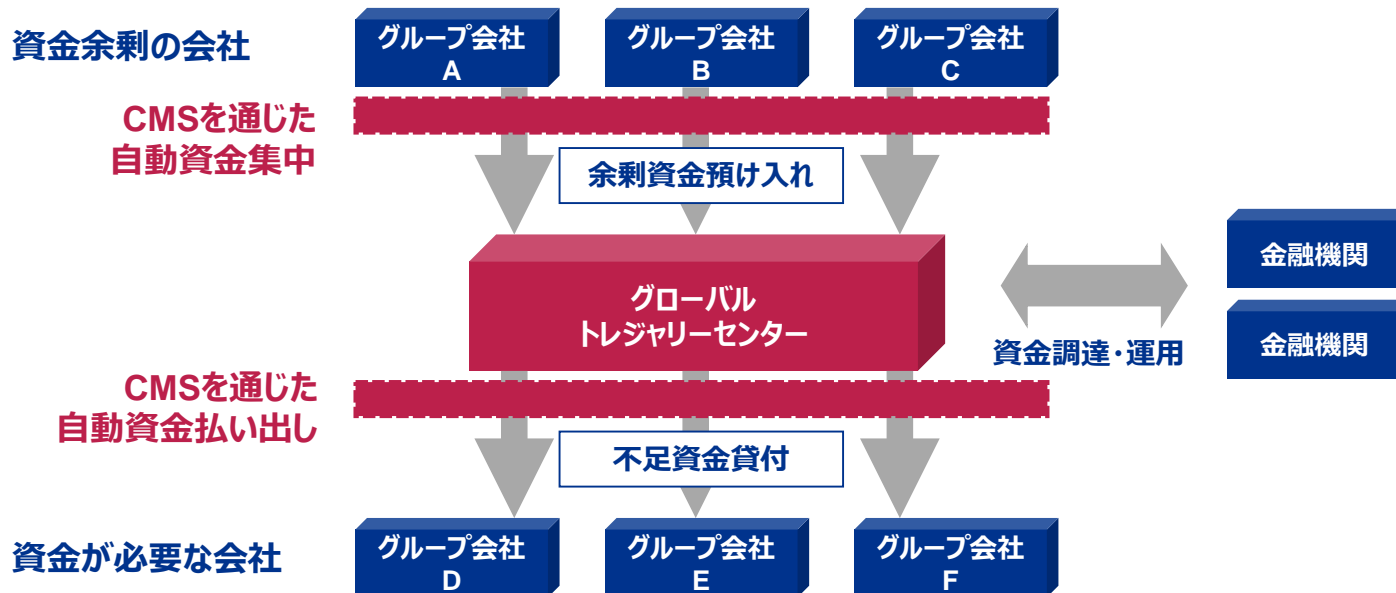 資金余剰の会社
グループ会社
A
グループ会社
B
グループ会社
C
CMSを通じた
自動資金集中
余剰資金預け入れ
グローバル
トレジャリーセンター
資金調達・運用
金融機関
金融機関
CMSを通じた
自動資金払い出し
不足資金貸付
資金が必要な会社
グループ会社
D
グループ会社
E
グループ会社
F